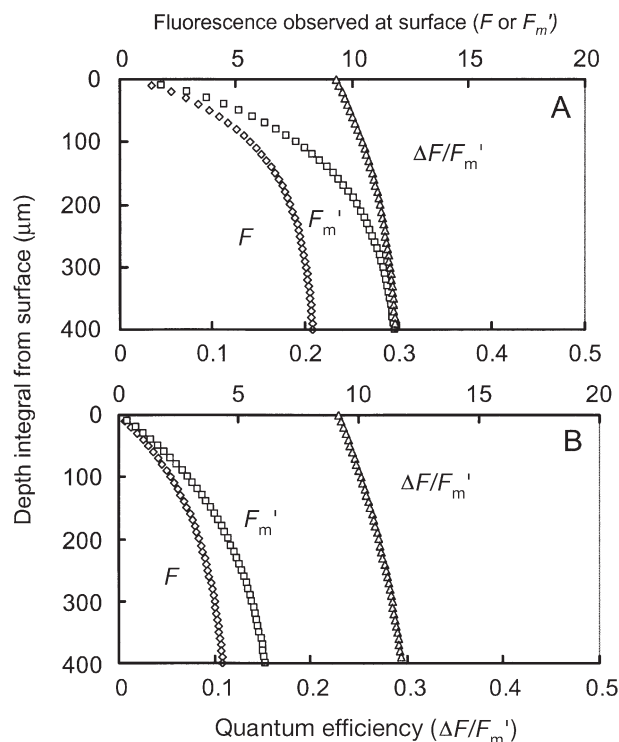 Fluorescence observed at surface (F or Fm')
0 5 10 15 20
0
100
200
300
400
A
ΔF/Fm'
Fm'
F
0 0.1 0.2 0.3 0.4 0.5
Depth integral from surface (μm)
0 5 10 15 20
0
100
200
300
400
B
ΔF/Fm'
Fm'
F
0 0.1 0.2 0.3 0.4 0.5
Quantum efficiency (ΔF/Fm')